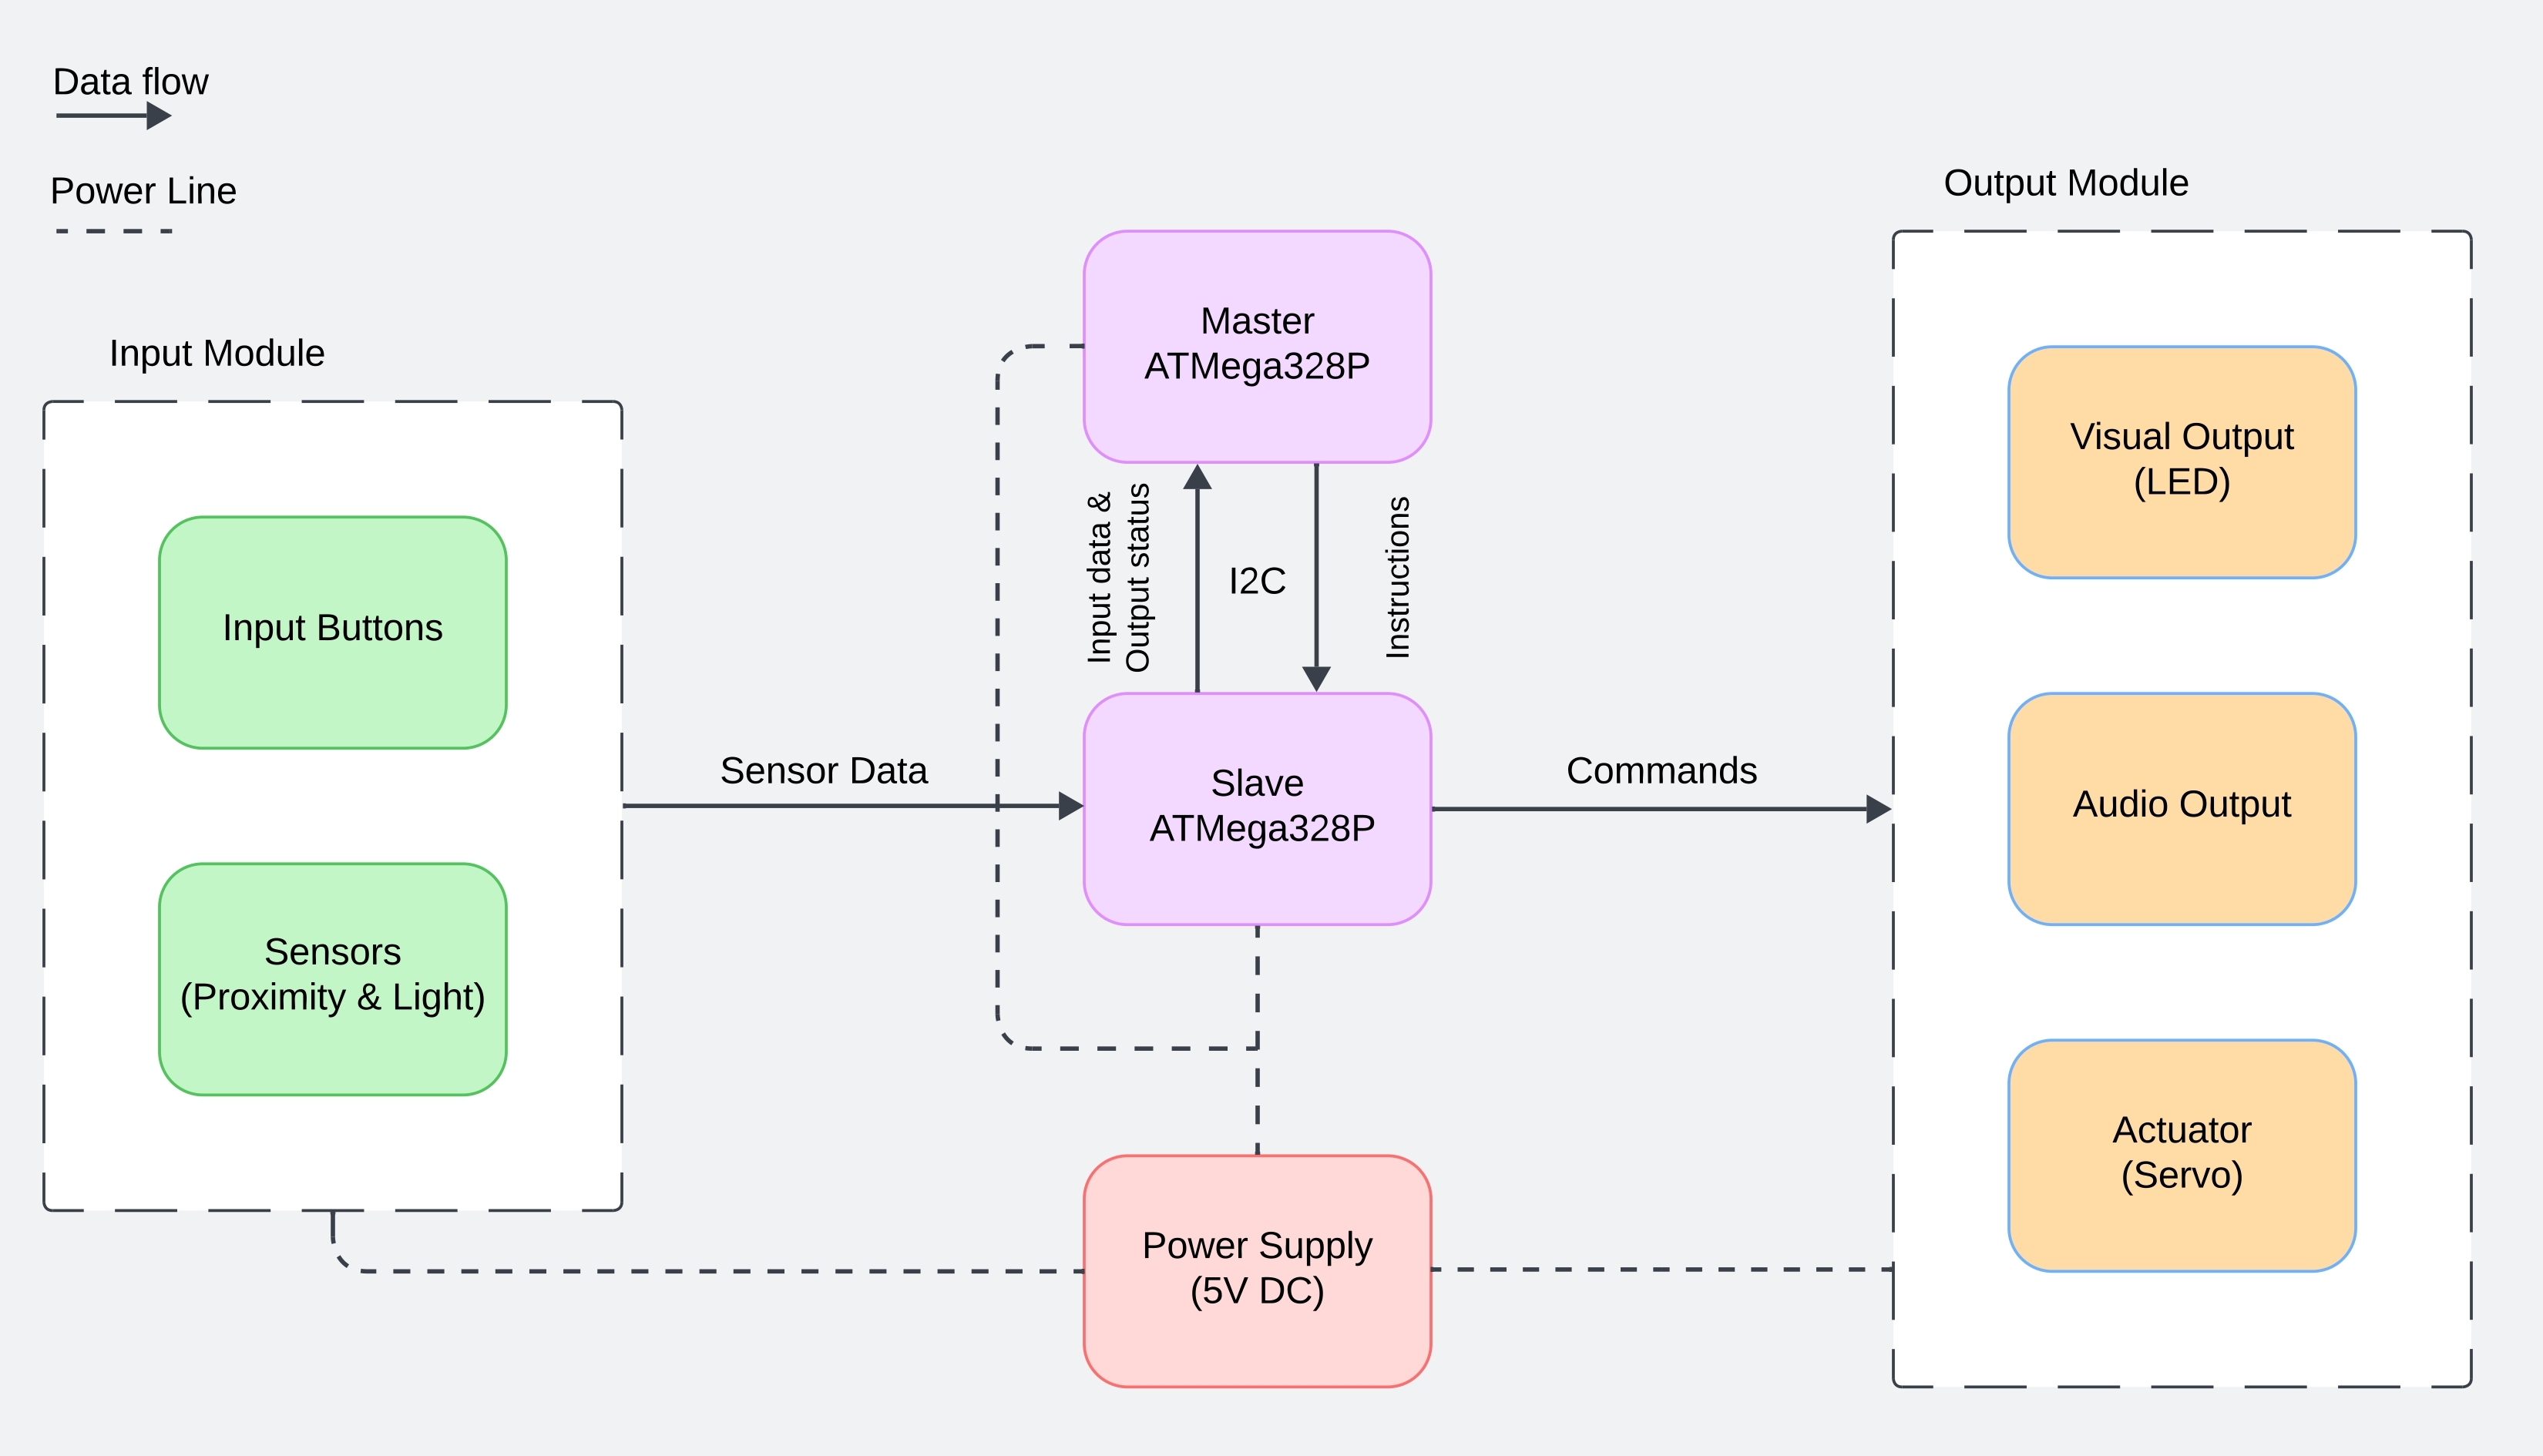 Data flow
Power Line
Input Module
Input Buttons
Sensors
(Proximity & Light)
Sensor Data
Master
ATMega328P
Input data &
Output status
I2C
Instructions
Slave
ATMega328P
Commands
Power Supply
(5V DC)
Output Module
Visual Output
(LED)
Audio Output
Actuator
(Servo)